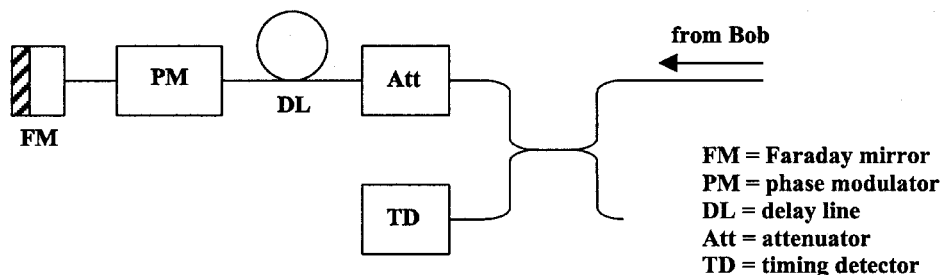 from Bob
PM
Att
DL
FM
TD
FM = Faraday mirror
PM = phase modulator
DL = delay line
Att = attenuator
TD = timing detector